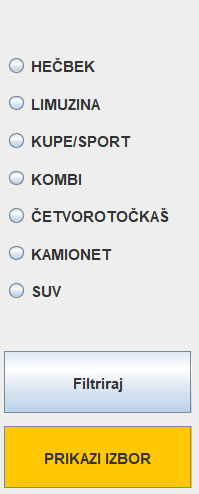 HEČBEK
LIMUZINA
KUPE/SPORT
KOMBI
ČETVOROTOČKAŠ
KAMIONET
SUV
Filtriraj
PRIKAZI IZBOR